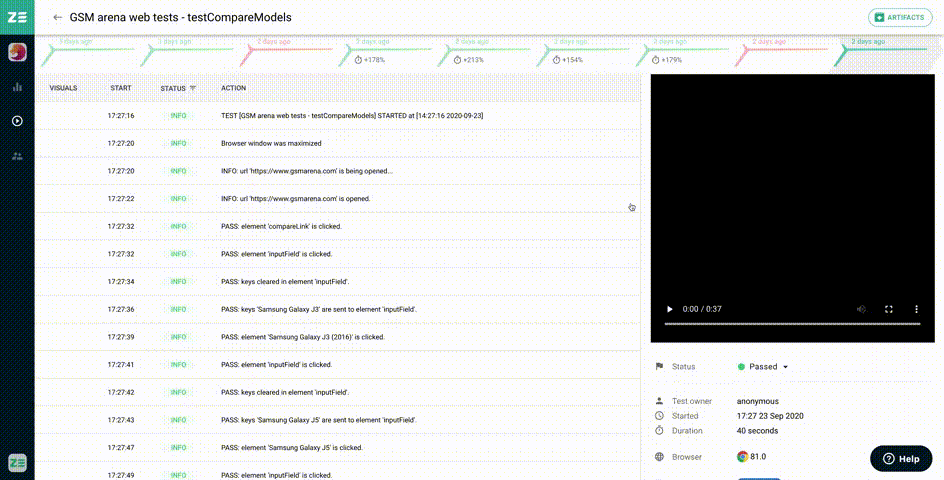 ZE
GSM arena web tests - testCompareModels
ARTIFACTS
3 days ago
3 days ago
2 days ago
3 days ago
3 days ago
2 days ago
3 days ago
2 days ago
2 days ago
+178%
+213%
+154%
+179%
VISUALS START STATUS ACTION
17:27:16 INFO TEST [GSM arena web tests - testCompareModels] STARTED at [14:27:16 2020-09-23]
17:27:20 INFO Browser window was maximized
17:27:20 INFO INFO: url 'https://www.gsmarena.com' is being opened...
17:27:22 INFO INFO: url 'https://www.gsmarena.com' is opened.
17:27:32 INFO PASS: element 'compareLink' is clicked.
17:27:32 INFO PASS: element 'inputField' is clicked.
17:27:34 INFO PASS: keys cleared in element 'inputField'.
17:27:36 INFO PASS: keys 'Samsung Galaxy J3' are sent to element 'inputField'.
17:27:39 INFO PASS: element 'Samsung Galaxy J3 (2016)' is clicked.
17:27:41 INFO PASS: element 'inputField' is clicked.
17:27:42 INFO PASS: keys cleared in element 'inputField'.
17:27:43 INFO PASS: keys 'Samsung Galaxy J5' are sent to element 'inputField'.
17:27:47 INFO PASS: element 'Samsung Galaxy J5' is clicked.
17:27:49 INFO PASS: element 'inputField' is clicked.
0:00 / 0:37
Status Passed
Test owner anonymous
Started 17:27 23 Sep 2020
Duration 40 seconds
Browser 81.0
Help
ZE